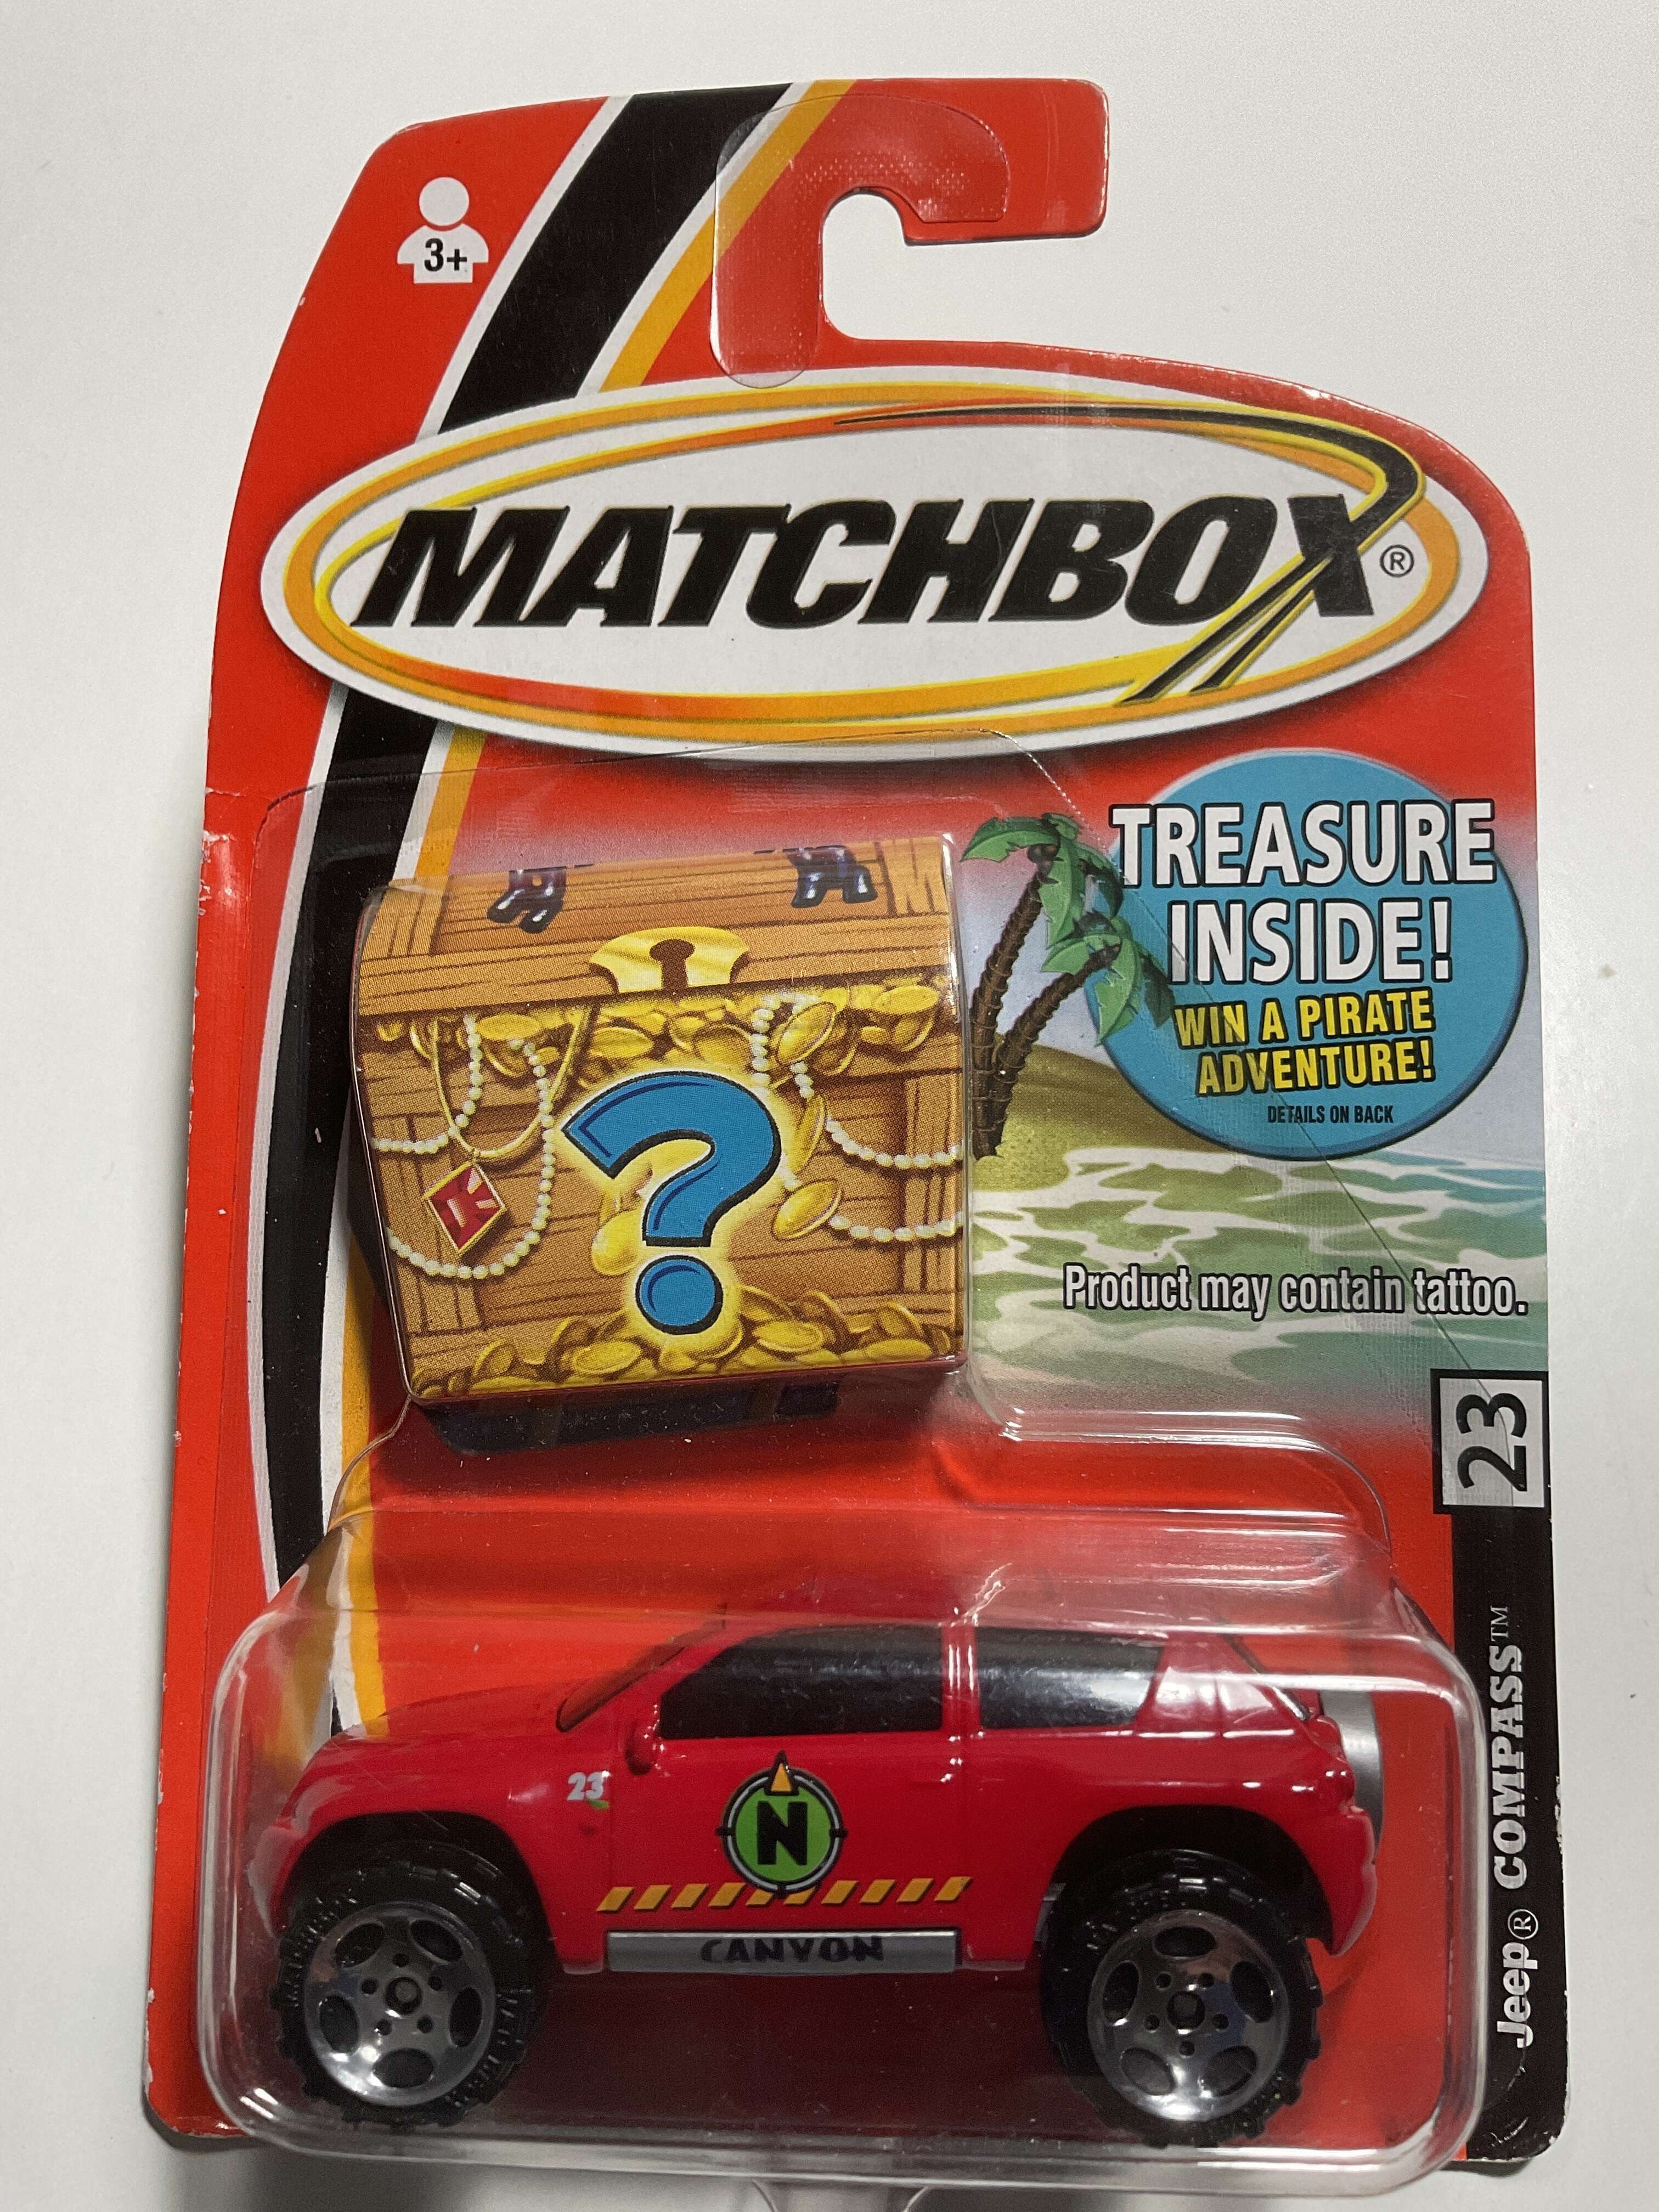 3+
MATCHBOX®
TREASURE
INSIDE!
WIN A PIRATE
ADVENTURE!
DETAILS ON BACK
?
Product may contain tattoo.
23
Jeep® COMPASS™
23
N
CANYON